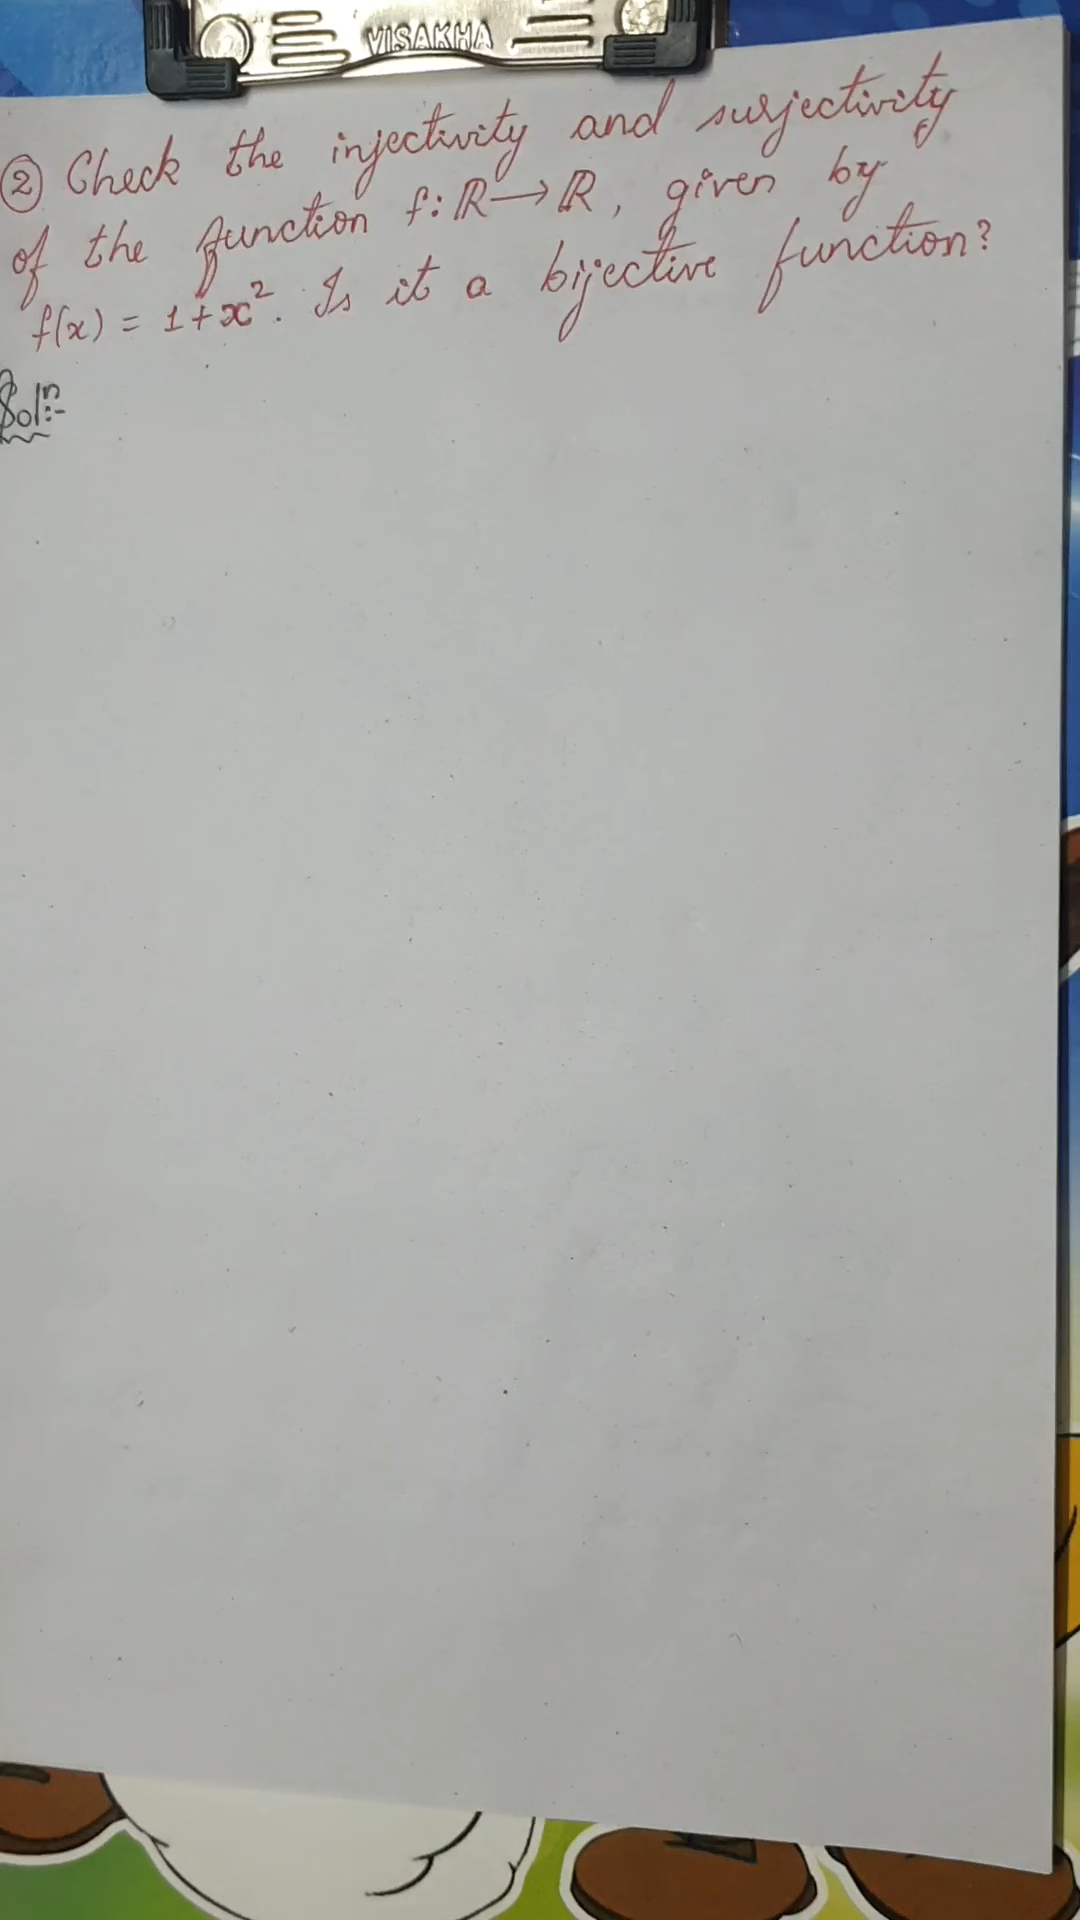 VISAKHA
② Check the injectivity and surjectivity
of the function f: ℝ→ℝ, given by
f(x) = 1+x². Is it a bijective function?
Solⁿ:-